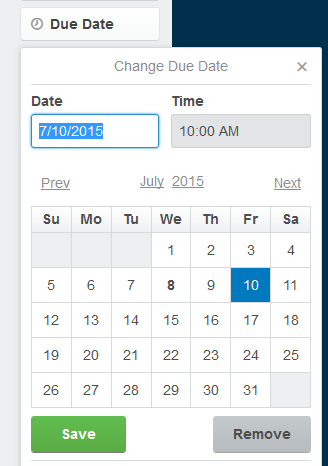 Due Date
Change Due Date ×
Date Time
7/10/2015 10:00 AM
Prev July 2015 Next
Su Mo Tu We Th Fr Sa
1 2 3 4
5 6 7 8 9 10 11
12 13 14 15 16 17 18
19 20 21 22 23 24 25
26 27 28 29 30 31
Save Remove